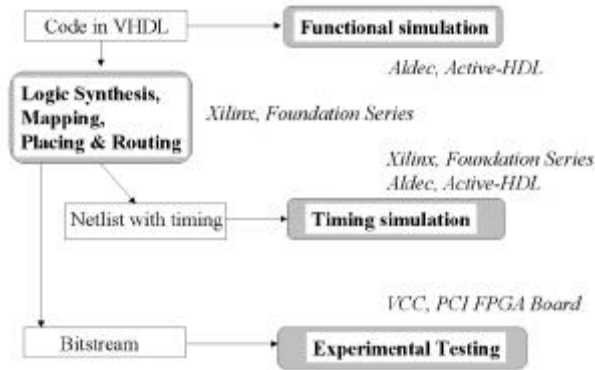 Code in VHDL
Functional simulation
Aldec, Active-HDL
Logic Synthesis,
Mapping,
Placing & Routing
Xilinx, Foundation Series
Xilinx, Foundation Series
Aldec, Active-HDL
Netlist with timing
Timing simulation
VCC, PCI FPGA Board
Bitstream
Experimental Testing